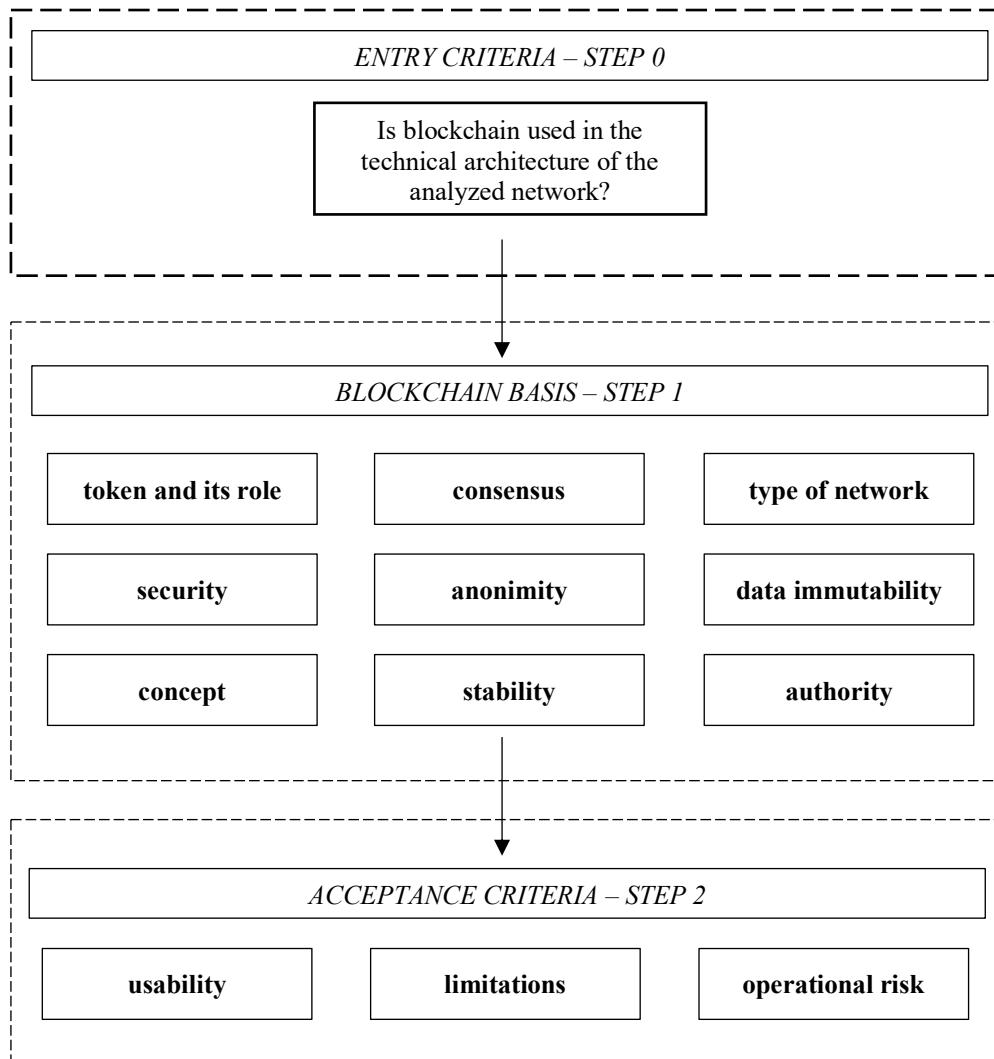 ENTRY CRITERIA – STEP 0
Is blockchain used in the
technical architecture of the
analyzed network?
BLOCKCHAIN BASIS – STEP 1
token and its role
consensus
type of network
security
anonimity
data immutability
concept
stability
authority
ACCEPTANCE CRITERIA – STEP 2
usability
limitations
operational risk